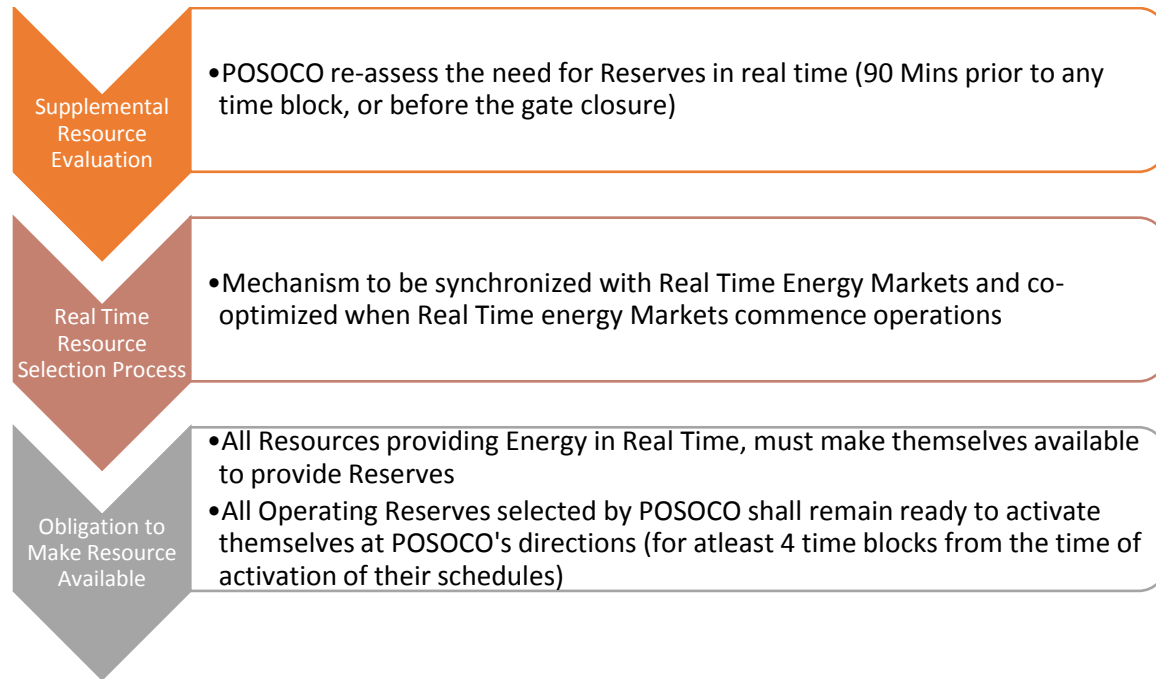 Supplemental
Resource
Evaluation
•POSOCO re-assess the need for Reserves in real time (90 Mins prior to any
time block, or before the gate closure)
Real Time
Resource
Selection Process
•Mechanism to be synchronized with Real Time Energy Markets and co-
optimized when Real Time energy Markets commence operations
Obligation to
Make Resource
Available
•All Resources providing Energy in Real Time, must make themselves available
to provide Reserves
•All Operating Reserves selected by POSOCO shall remain ready to activate
themselves at POSOCO's directions (for atleast 4 time blocks from the time of
activation of their schedules)